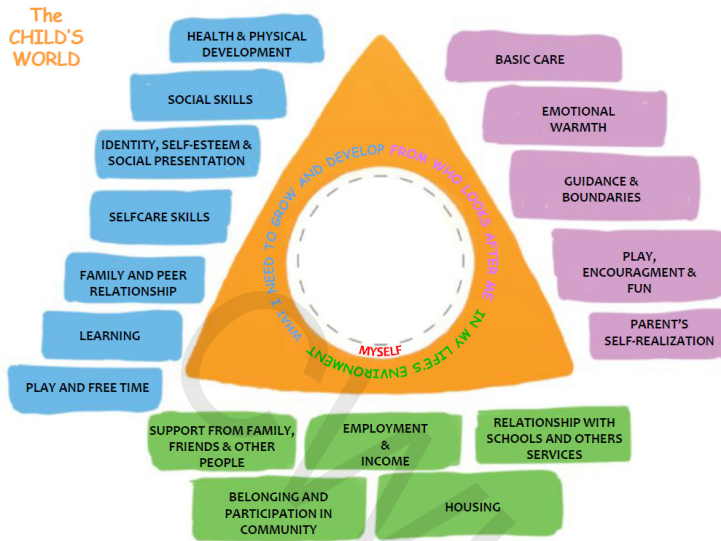 The
CHILD'S
WORLD
HEALTH & PHYSICAL
DEVELOPMENT
SOCIAL SKILLS
IDENTITY, SELF-ESTEEM &
SOCIAL PRESENTATION
SELFCARE SKILLS
FAMILY AND PEER
RELATIONSHIP
LEARNING
PLAY AND FREE TIME
WHAT I NEED TO GROW AND DEVELOP
FROM WHO LOOKS AFTER ME
IN MY LIFE'S ENVIRONMENT
MYSELF
BASIC CARE
EMOTIONAL
WARMTH
GUIDANCE &
BOUNDARIES
PLAY,
ENCOURAGMENT &
FUN
PARENT'S
SELF-REALIZATION
SUPPORT FROM FAMILY,
FRIENDS & OTHER
PEOPLE
EMPLOYMENT
&
INCOME
RELATIONSHIP WITH
SCHOOLS AND OTHERS
SERVICES
BELONGING AND
PARTICIPATION IN
COMMUNITY
HOUSING